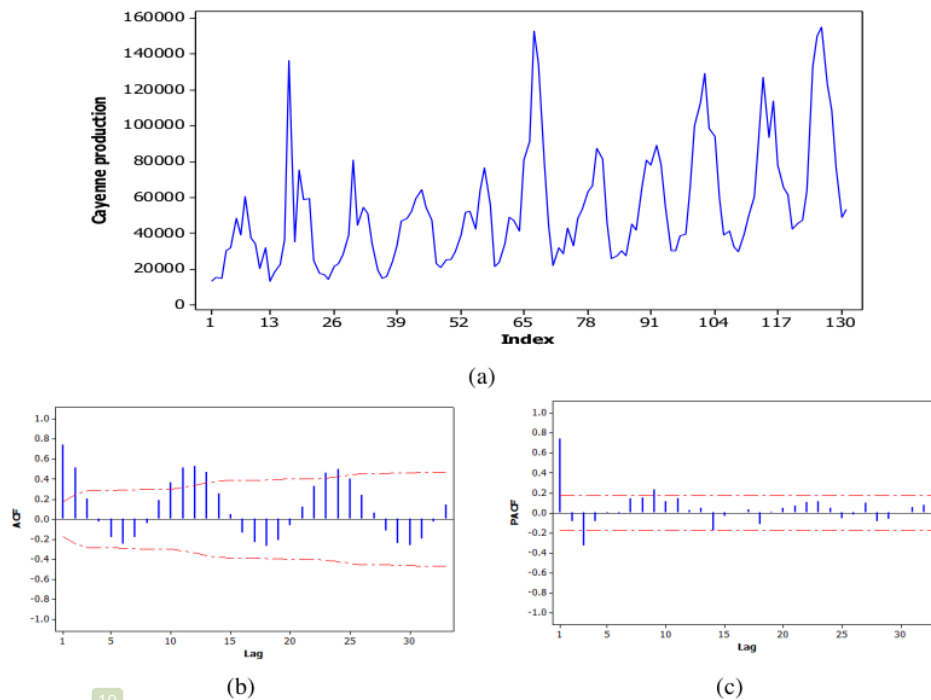 160000
140000
120000
100000
80000
60000
40000
20000
0
Cayenne production
1 13 26 39 52 65 78 91 104 117 130
Index
(a)
1.0
0.8
0.6
0.4
0.2
0.0
-0.2
-0.4
-0.6
-0.8
-1.0
ACF
1 5 10 15 20 25 30
Lag
(b)
1.0
0.8
0.6
0.4
0.2
0.0
-0.2
-0.4
-0.6
-0.8
-1.0
PACF
1 5 10 15 20 25 30
Lag
(c)
19